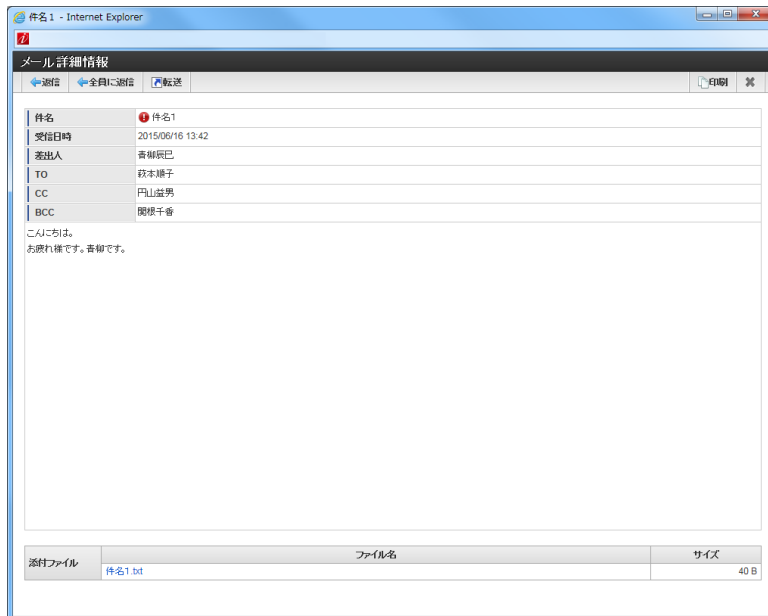 件名1 - Internet Explorer
メール詳細情報
返信 全員に返信 転送 印刷
件名 件名1
受信日時 2015/06/16 13:42
差出人 青柳辰巳
TO 萩本順子
CC 円山益男
BCC 関根千香
こんにちは。
お疲れ様です。青柳です。
添付ファイル ファイル名 サイズ
件名1.txt 40 B